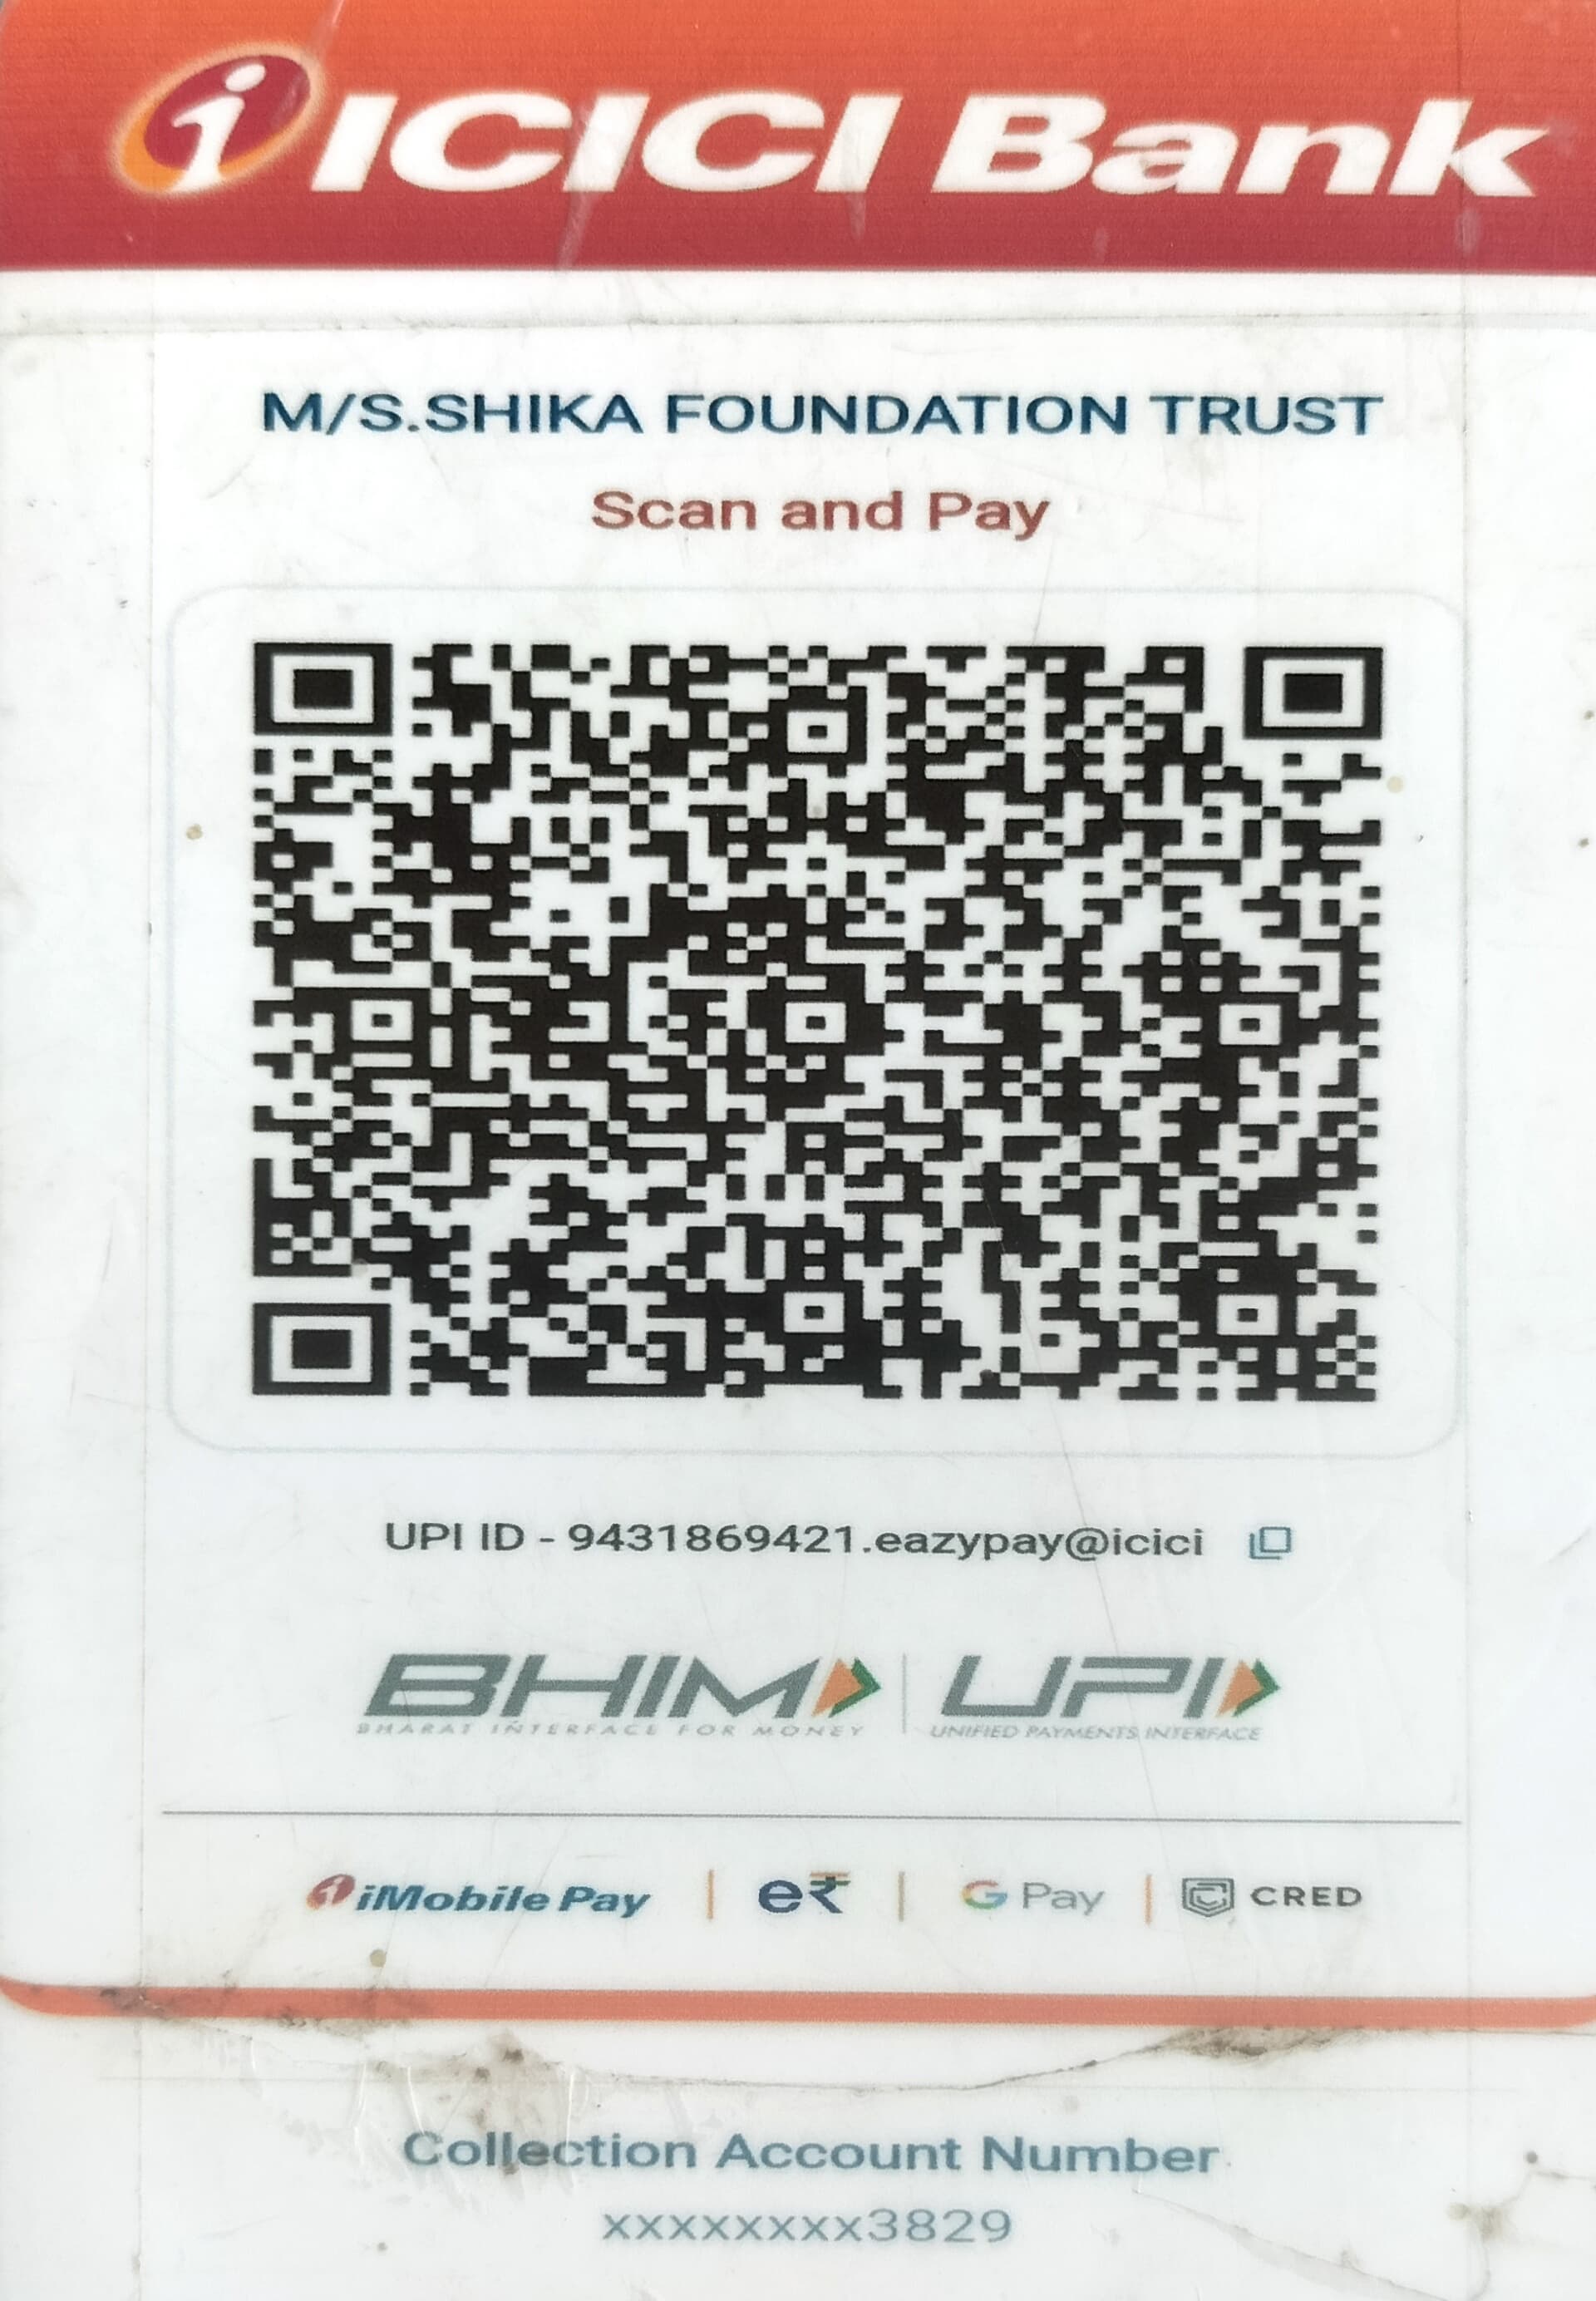 ICICI Bank
M/S.SHIKA FOUNDATION TRUST
Scan and Pay
UPI ID - 9431869421.eazypay@icici
BHIM UPI
BHARAT INTERFACE FOR MONEY UNIFIED PAYMENTS INTERFACE
iMobile Pay | e₹ | G Pay | CRED
Collection Account Number
xxxxxxxx3829